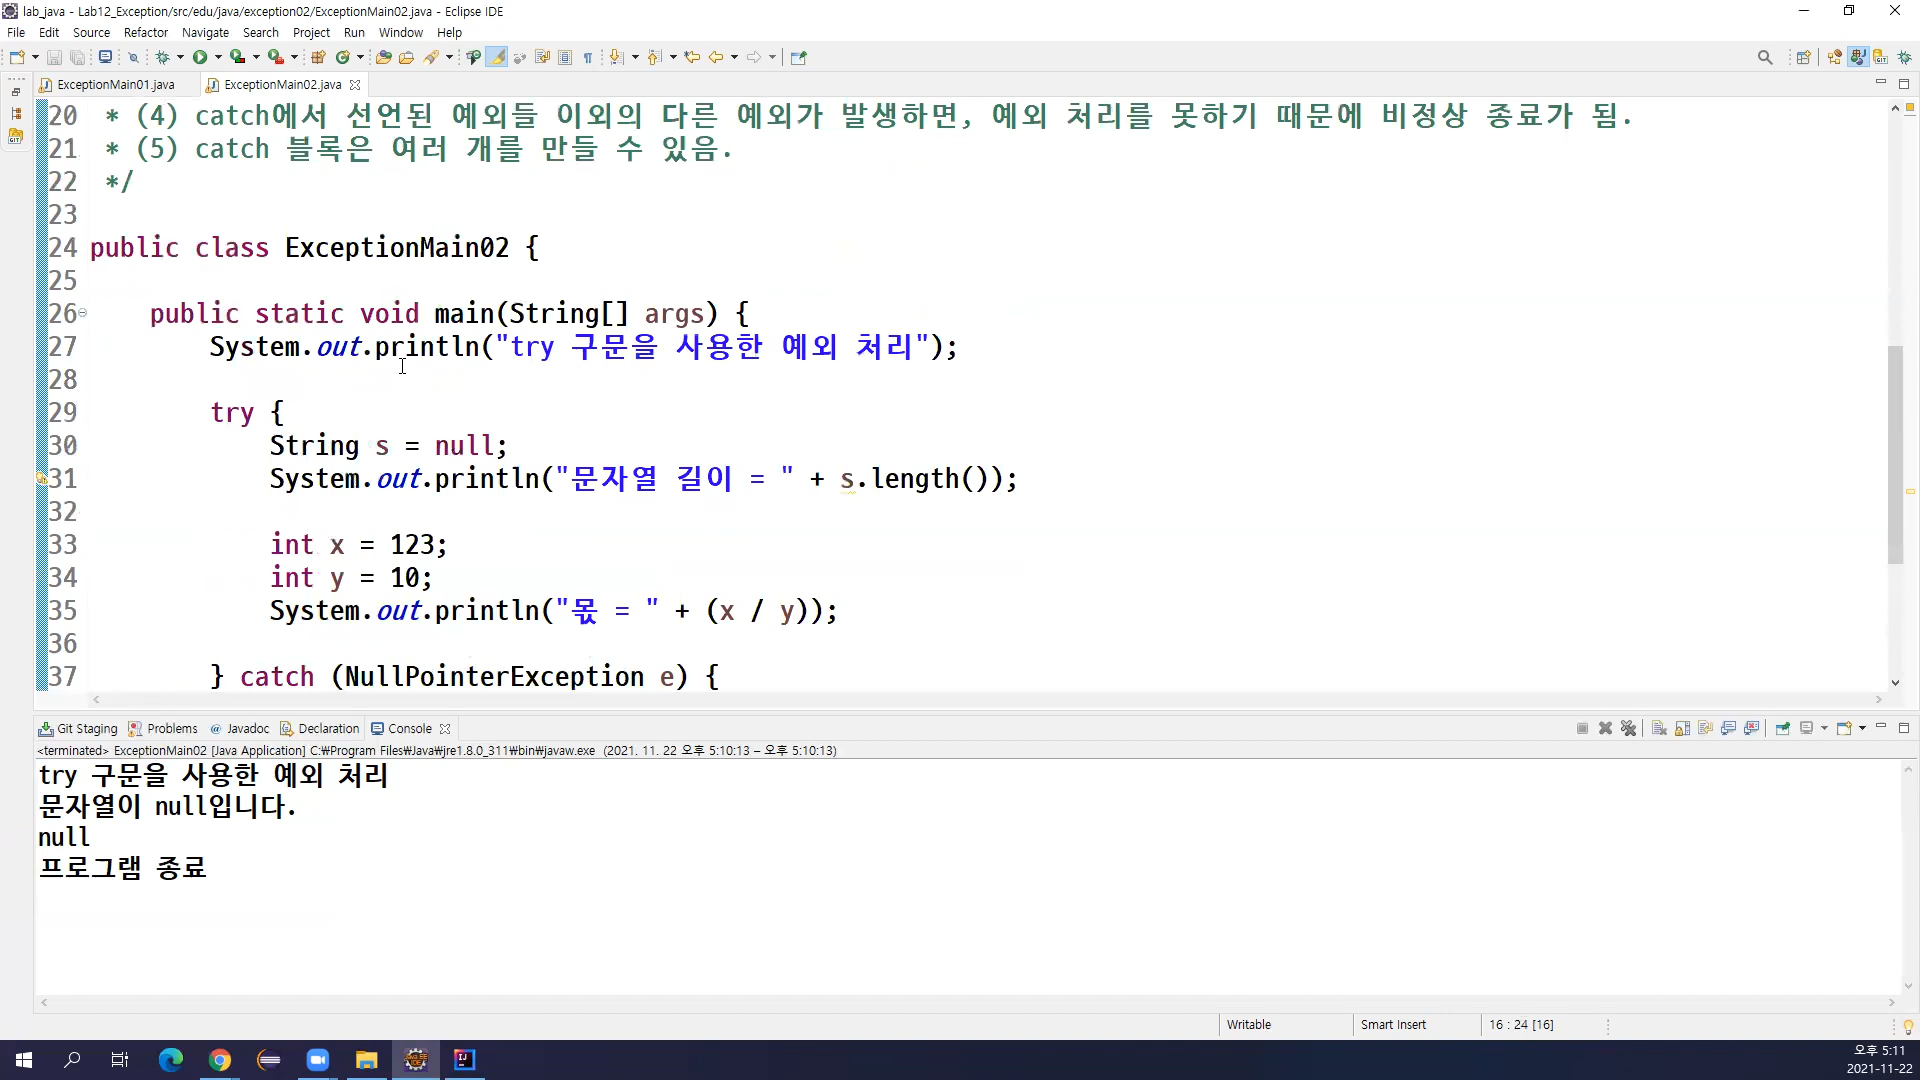 lab_java - Lab12_Exception/src/edu/java/exception02/ExceptionMain02.java - Eclipse IDE
File Edit Source Refactor Navigate Search Project Run Window Help
ExceptionMain01.java ExceptionMain02.java
20 * (4) catch에서 선언된 예외들 이외의 다른 예외가 발생하면, 예외 처리를 못하기 때문에 비정상 종료가 됨.
21 * (5) catch 블록은 여러 개를 만들 수 있음.
22 */
23
24 public class ExceptionMain02 {
25
26 public static void main(String[] args) {
27 System.out.println("try 구문을 사용한 예외 처리");
28
29 try {
30 String s = null;
31 System.out.println("문자열 길이 = " + s.length());
32
33 int x = 123;
34 int y = 10;
35 System.out.println("몫 = " + (x / y));
36
37 } catch (NullPointerException e) {
Git Staging Problems @ Javadoc Declaration Console
<terminated> ExceptionMain02 [Java Application] C:₩Program Files₩Java₩jre1.8.0_311₩bin₩javaw.exe (2021. 11. 22 오후 5:10:13 – 오후 5:10:13)
try 구문을 사용한 예외 처리
문자열이 null입니다.
null
프로그램 종료
Writable Smart Insert 16 : 24 [16]
오후 5:11
2021-11-22